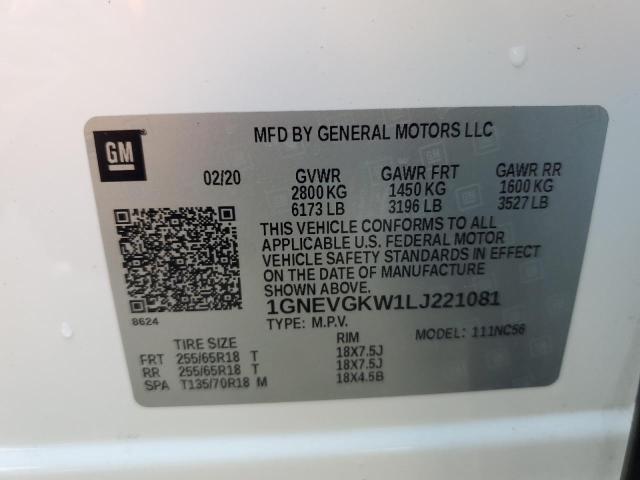 MFD BY GENERAL MOTORS LLC
GM
02/20 GVWR GAWR FRT GAWR RR
2800 KG 1450 KG 1600 KG
6173 LB 3196 LB 3527 LB
THIS VEHICLE CONFORMS TO ALL
APPLICABLE U.S. FEDERAL MOTOR
VEHICLE SAFETY STANDARDS IN EFFECT
ON THE DATE OF MANUFACTURE
SHOWN ABOVE.
1GNEVGKW1LJ221081
8624
TYPE: M.P.V. MODEL: 111NC56
TIRE SIZE RIM
FRT 255/65R18 T 18X7.5J
RR 255/65R18 T 18X7.5J
SPA T135/70R18 M 18X4.5B